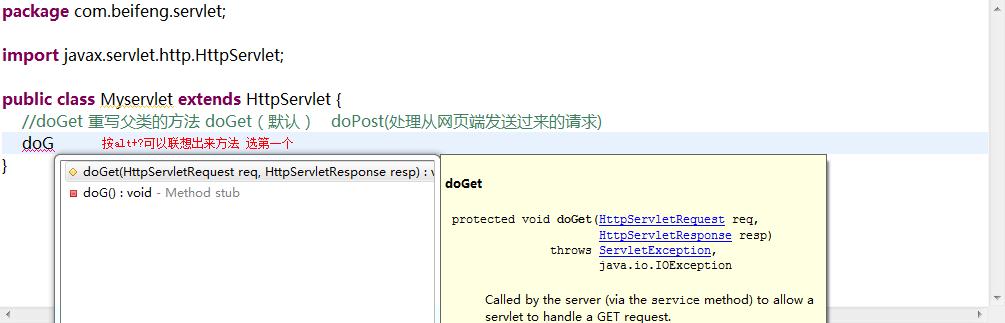 package com.beifeng.servlet;
import javax.servlet.http.HttpServlet;
public class Myservlet extends HttpServlet {
//doGet 重写父类的方法 doGet ( 默认 ) doPost(处理从网页端发送过来的请求)
doG 按alt+?可以联想出来方法 选第一个
}
doGet(HttpServletRequest req, HttpServletResponse resp) : v
doG() : void - Method stub
doGet
protected void doGet(HttpServletRequest req,
HttpServletResponse resp)
throws ServletException,
java.io.IOException
Called by the server (via the service method) to allow a
servlet to handle a GET request.